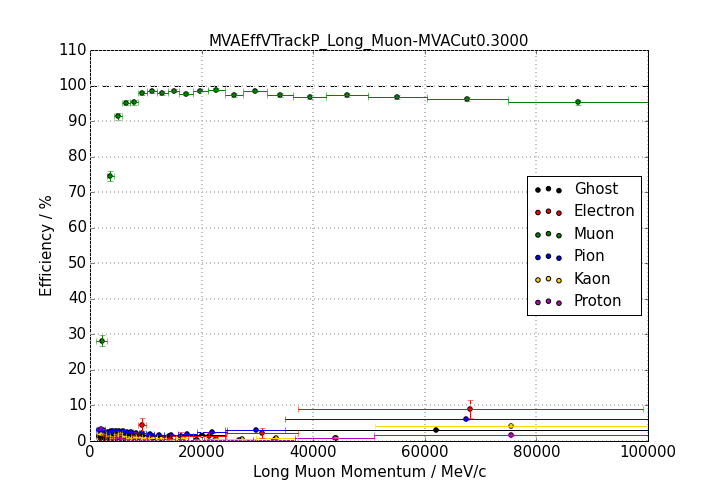 MVAEffVTrackP_Long_Muon-MVACut0.3000
110
100
90
80
70
60
50
40
30
20
10
0
Efficiency / %
Ghost
Electron
Muon
Pion
Kaon
Proton
0 20000 40000 60000 80000 100000
Long Muon Momentum / MeV/c